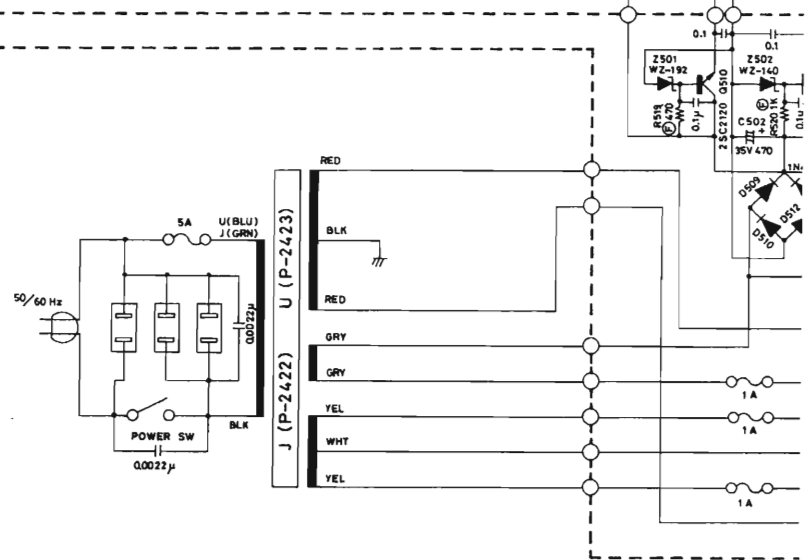 0.1
0.1
Z501
WZ-192
Q510
Z502
WZ-140
R519
F 470
0.1μ
2SC2120
C502
+
35V 470
F
R520 1K
0.1μ
1N
D509
D512
D510
RED
5A
U(BLU)
J(GRN)
BLK
U (P-2423)
50/60 Hz
0.0022μ
RED
GRY
GRY
J (P-2422)
1A
YEL
BLK
POWER SW
1A
WHT
0.0022μ
YEL
1A